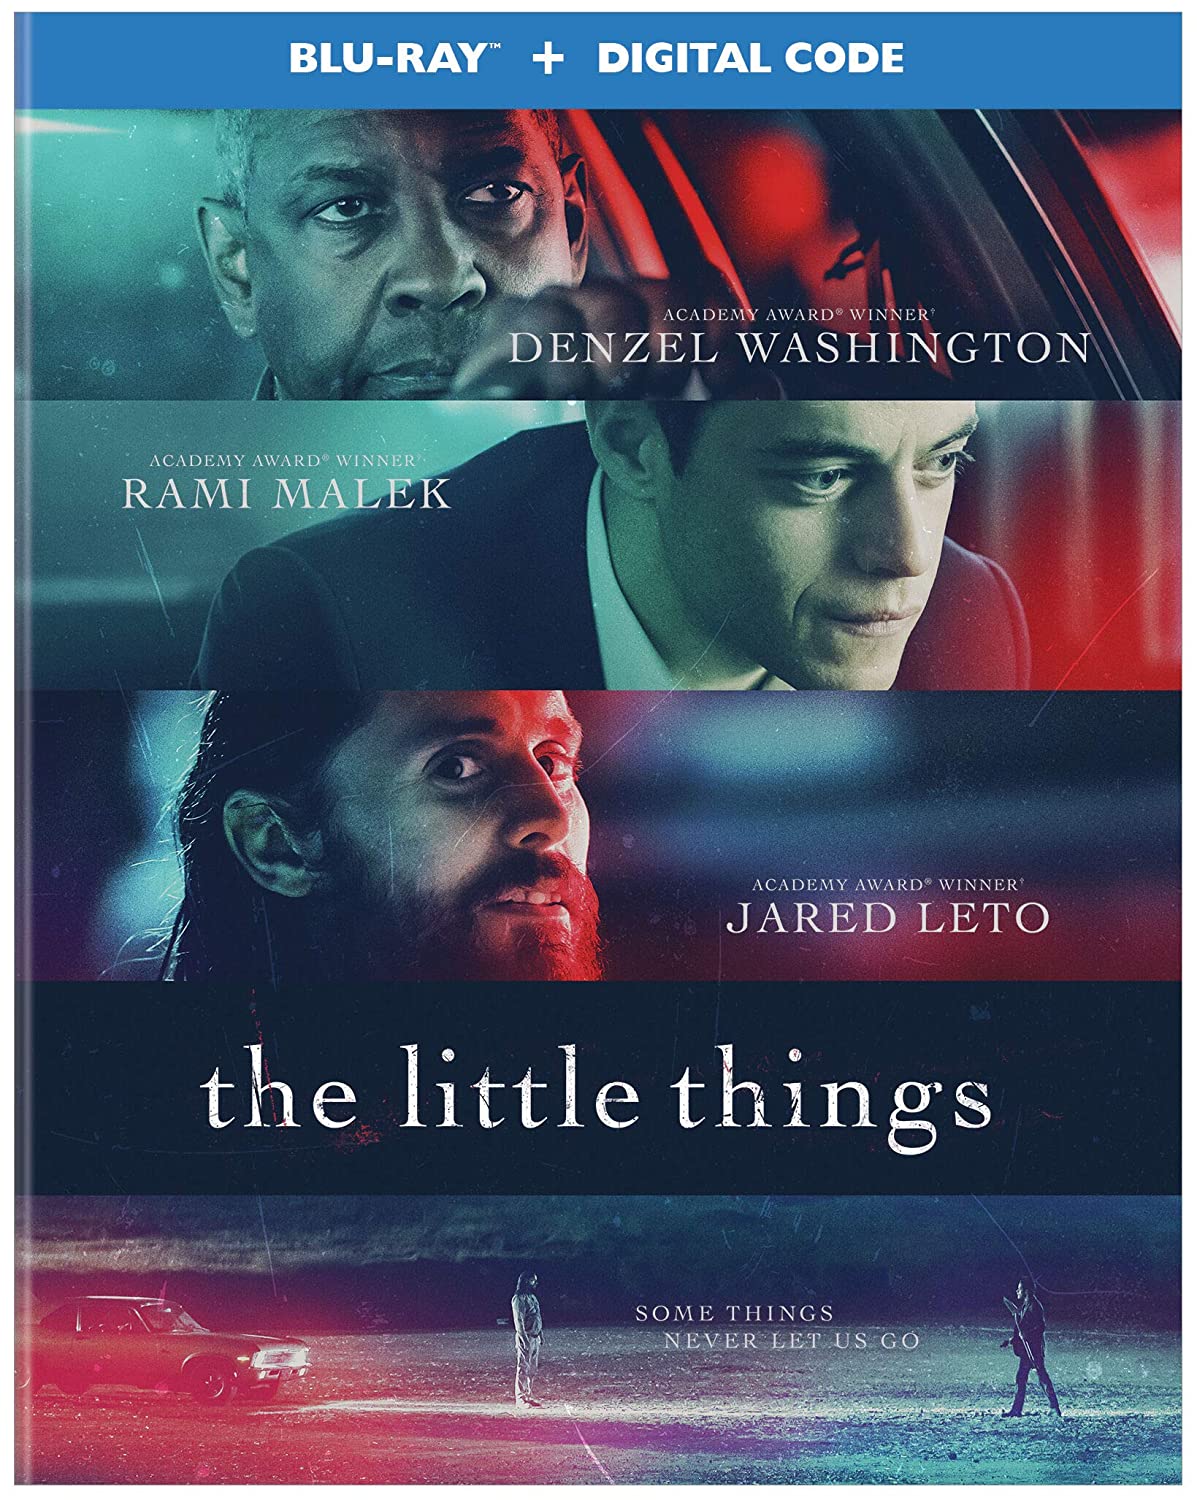 BLU-RAY™ + DIGITAL CODE
ACADEMY AWARD® WINNER†
DENZEL WASHINGTON
ACADEMY AWARD® WINNER†
RAMI MALEK
ACADEMY AWARD® WINNER†
JARED LETO
the little things
SOME THINGS
NEVER LET US GO